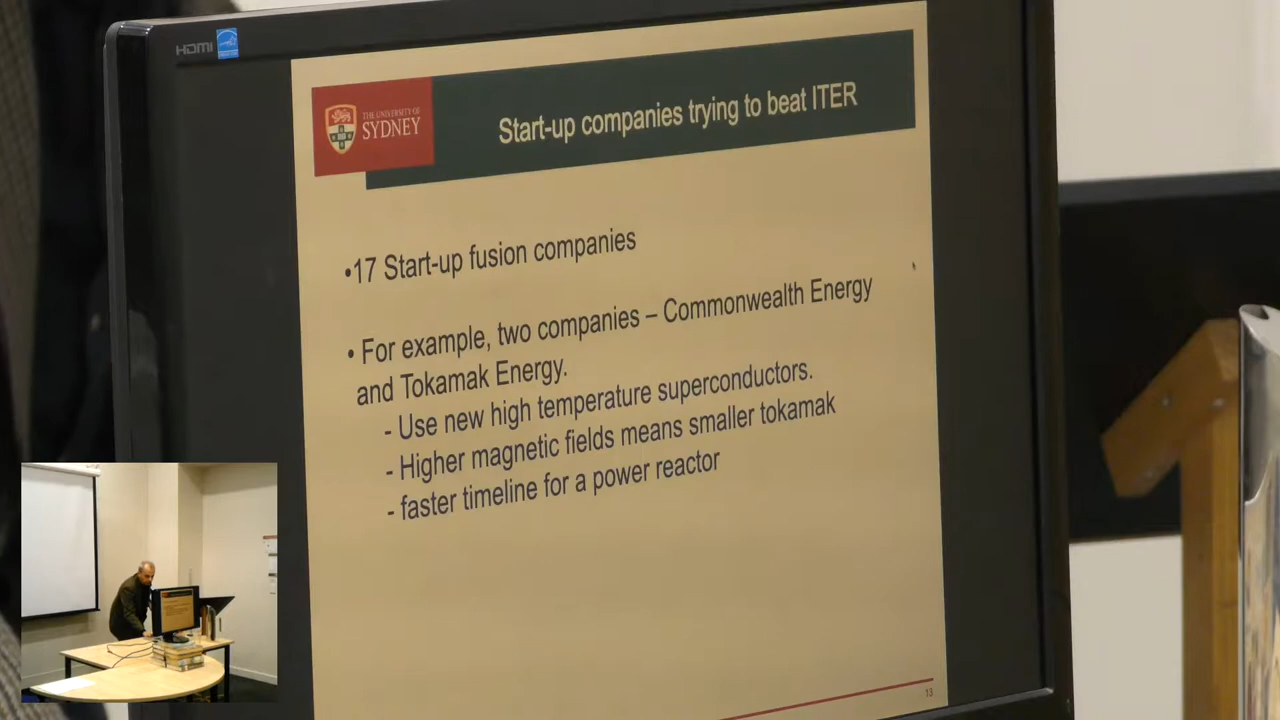 HDMI
THE UNIVERSITY OF
SYDNEY
Start-up companies trying to beat ITER
•17 Start-up fusion companies
• For example, two companies – Commonwealth Energy
and Tokamak Energy.
- Use new high temperature superconductors.
- Higher magnetic fields means smaller tokamak
- faster timeline for a power reactor
13